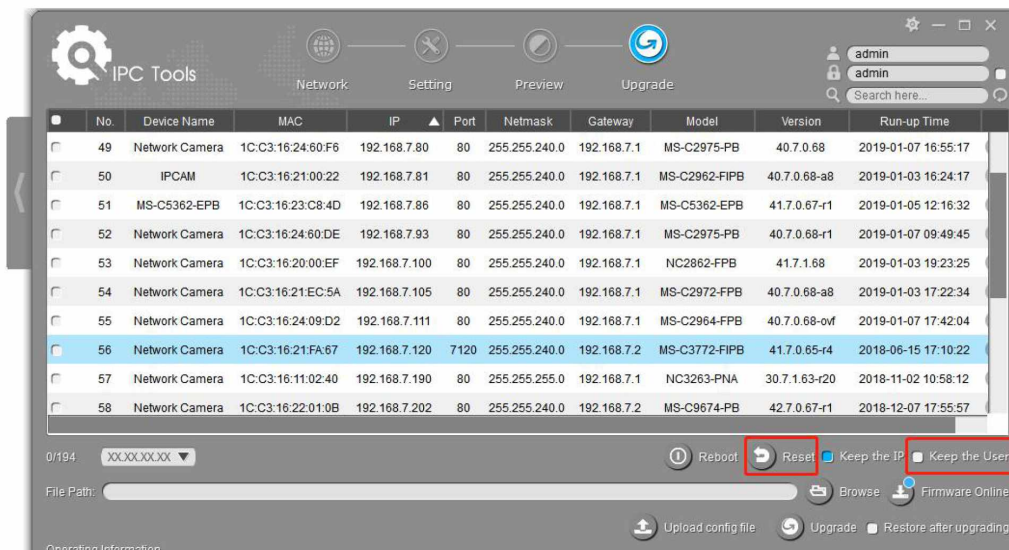 IPC Tools
Network Setting Preview Upgrade
admin
admin
Search here...
No. Device Name MAC IP Port Netmask Gateway Model Version Run-up Time
49 Network Camera 1C:C3:16:24:60:F6 192.168.7.80 80 255.255.240.0 192.168.7.1 MS-C2975-PB 40.7.0.68 2019-01-07 16:55:17
50 IPCAM 1C:C3:16:21:00:22 192.168.7.81 80 255.255.240.0 192.168.7.1 MS-C2962-FIPB 40.7.0.68-a8 2019-01-03 16:24:17
51 MS-C5362-EPB 1C:C3:16:23:C8:4D 192.168.7.86 80 255.255.240.0 192.168.7.1 MS-C5362-EPB 41.7.0.67-r1 2019-01-05 12:16:32
52 Network Camera 1C:C3:16:24:60:DE 192.168.7.93 80 255.255.240.0 192.168.7.1 MS-C2975-PB 40.7.0.68-r1 2019-01-07 09:49:45
53 Network Camera 1C:C3:16:20:00:EF 192.168.7.100 80 255.255.240.0 192.168.7.1 NC2862-FPB 41.7.1.68 2019-01-03 19:23:25
54 Network Camera 1C:C3:16:21:EC:5A 192.168.7.105 80 255.255.240.0 192.168.7.1 MS-C2972-FPB 40.7.0.68-a8 2019-01-03 17:22:34
55 Network Camera 1C:C3:16:24:09:D2 192.168.7.111 80 255.255.240.0 192.168.7.1 MS-C2964-FPB 40.7.0.68-ovf 2019-01-07 17:42:04
56 Network Camera 1C:C3:16:21:FA:67 192.168.7.120 7120 255.255.240.0 192.168.7.2 MS-C3772-FIPB 41.7.0.65-r4 2018-06-15 17:10:22
57 Network Camera 1C:C3:16:11:02:40 192.168.7.190 80 255.255.255.0 192.168.7.1 NC3263-PNA 30.7.1.63-r20 2018-11-02 10:58:12
58 Network Camera 1C:C3:16:22:01:0B 192.168.7.202 80 255.255.240.0 192.168.7.2 MS-C9674-PB 42.7.0.67-r1 2018-12-07 17:55:57
0/194 XX.XX.XX.XX Reboot Reset Keep the IP Keep the User
File Path: Browse Firmware Online
Upload config file Upgrade Restore after upgrading
Operating Information